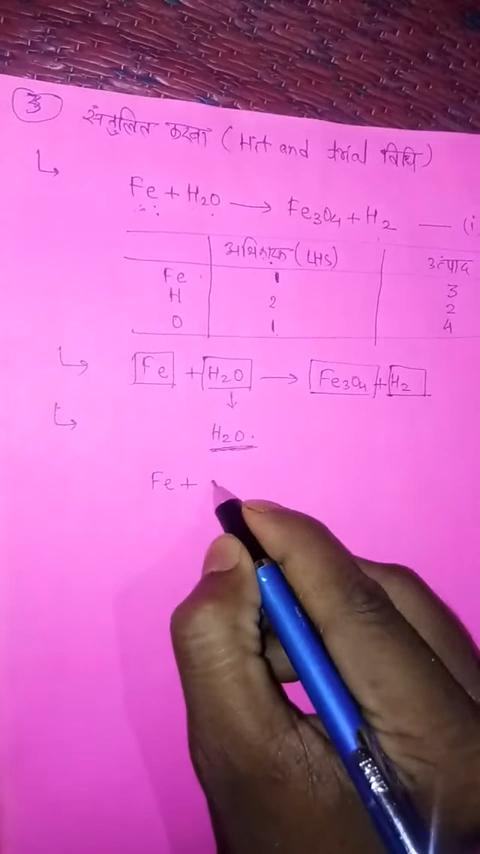 3
संतुलित करना (Hit and trial विधि)
Fe + H2O → Fe3O4 + H2 — (i
अभिकारक (LHS) उत्पाद
Fe 1 3
H 2 2
O 1 4
Fe + H2O → Fe3O4 + H2
↓
H2O.
Fe +